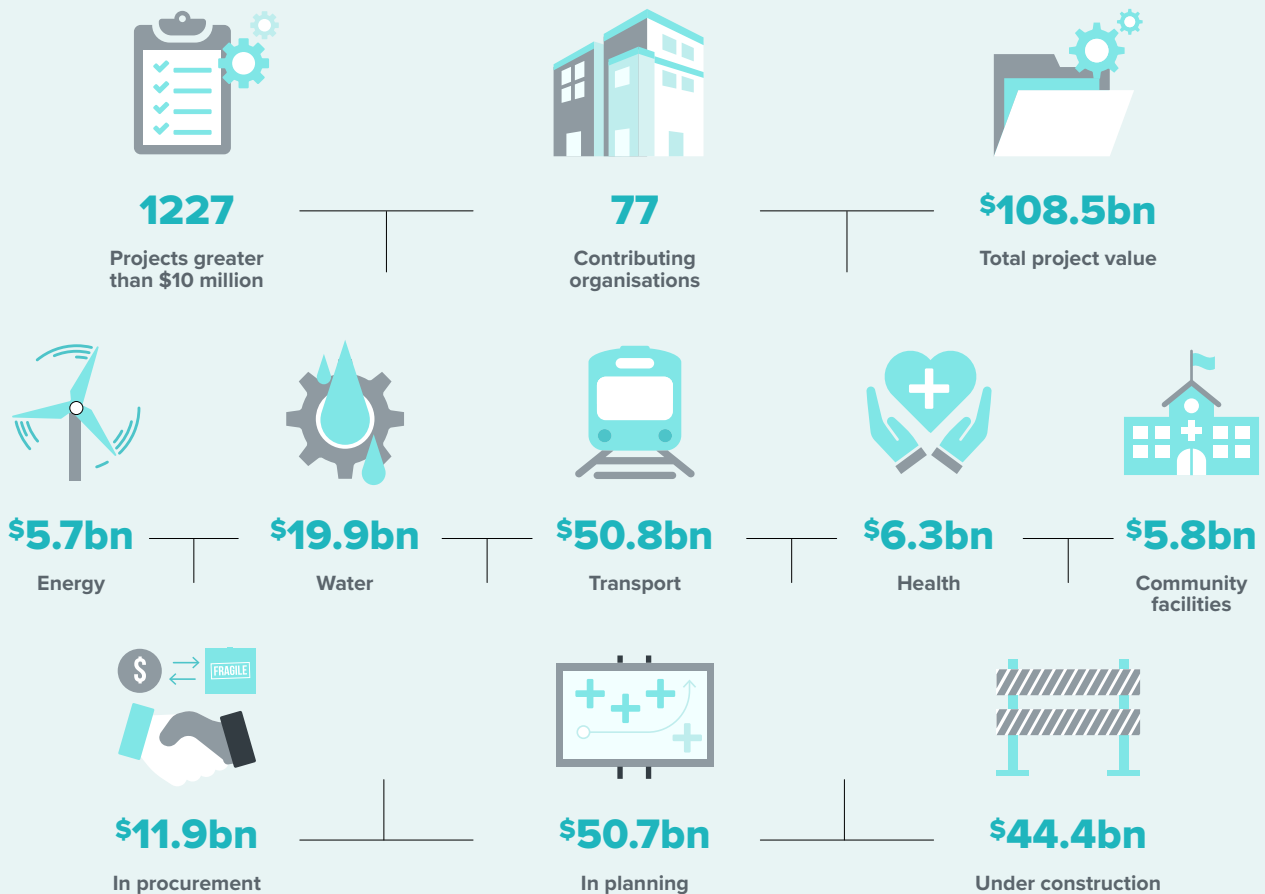 1227
77
$108.5bn
Projects greater
than $10 million
Contributing
organisations
Total project value
$5.7bn
$19.9bn
$50.8bn
$6.3bn
$5.8bn
Energy
Water
Transport
Health
Community
facilities
$
FRAGILE
$11.9bn
$50.7bn
$44.4bn
In procurement
In planning
Under construction